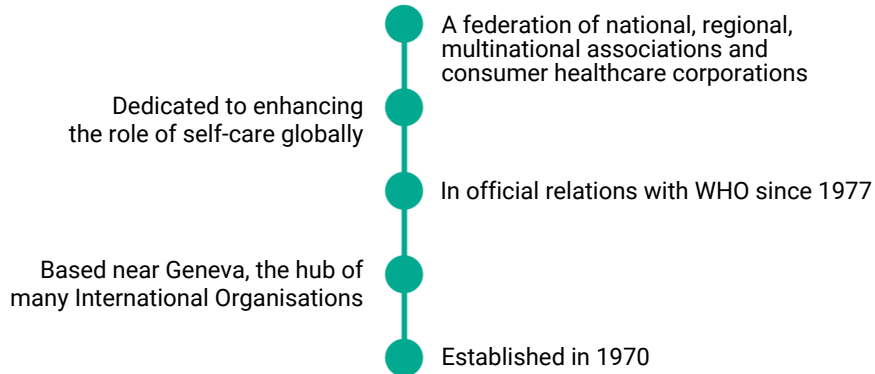 A federation of national, regional,
multinational associations and
consumer healthcare corporations
Dedicated to enhancing
the role of self-care globally
In official relations with WHO since 1977
Based near Geneva, the hub of
many International Organisations
Established in 1970